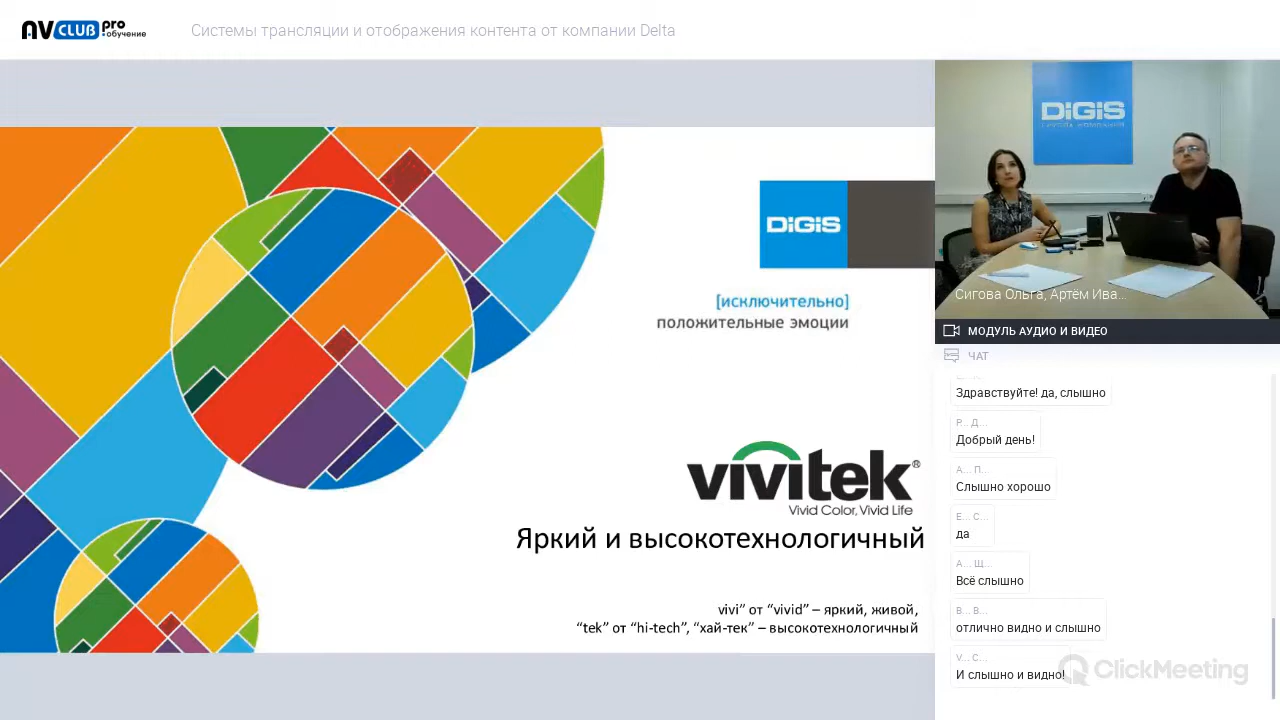 AVCLUB pro
обучение
Системы трансляции и отображения контента от компании Delta
DiGiS
ГРУППА КОМПАНИЙ
DiGiS
[исключительно]
положительные эмоции
vivitek®
Vivid Color, Vivid Life
Яркий и высокотехнологичный
vivi” от “vivid” – яркий, живой,
“tek” от “hi-tech”, “хай-тек” – высокотехнологичный
Сигова Ольга, Артём Ива...
МОДУЛЬ АУДИО И ВИДЕО
ЧАТ
Здравствуйте! да, слышно
Р... Д...
Добрый день!
А... П...
Слышно хорошо
Е... С...
да
А... Щ...
Всё слышно
В... В...
отлично видно и слышно
У... С...
И слышно и видно!
ClickMeeting